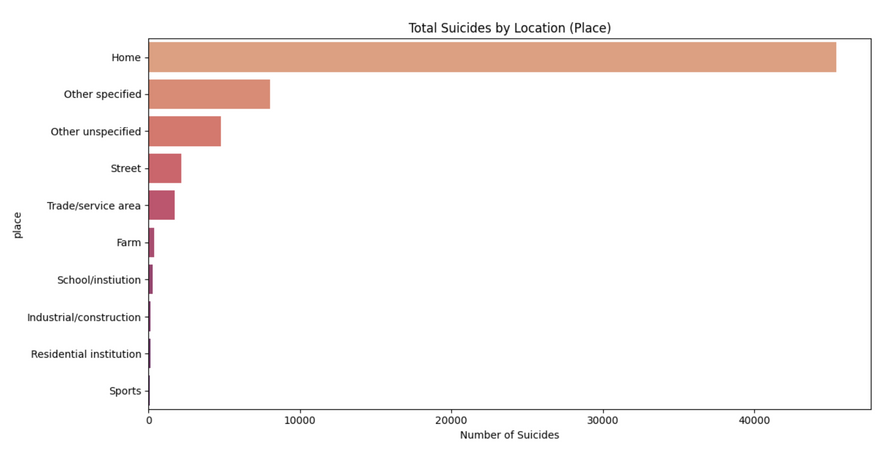 Total Suicides by Location (Place)
Home
Other specified
Other unspecified
Street
Trade/service area
Farm
School/instiution
Industrial/construction
Residential institution
Sports
place
0 10000 20000 30000 40000
Number of Suicides